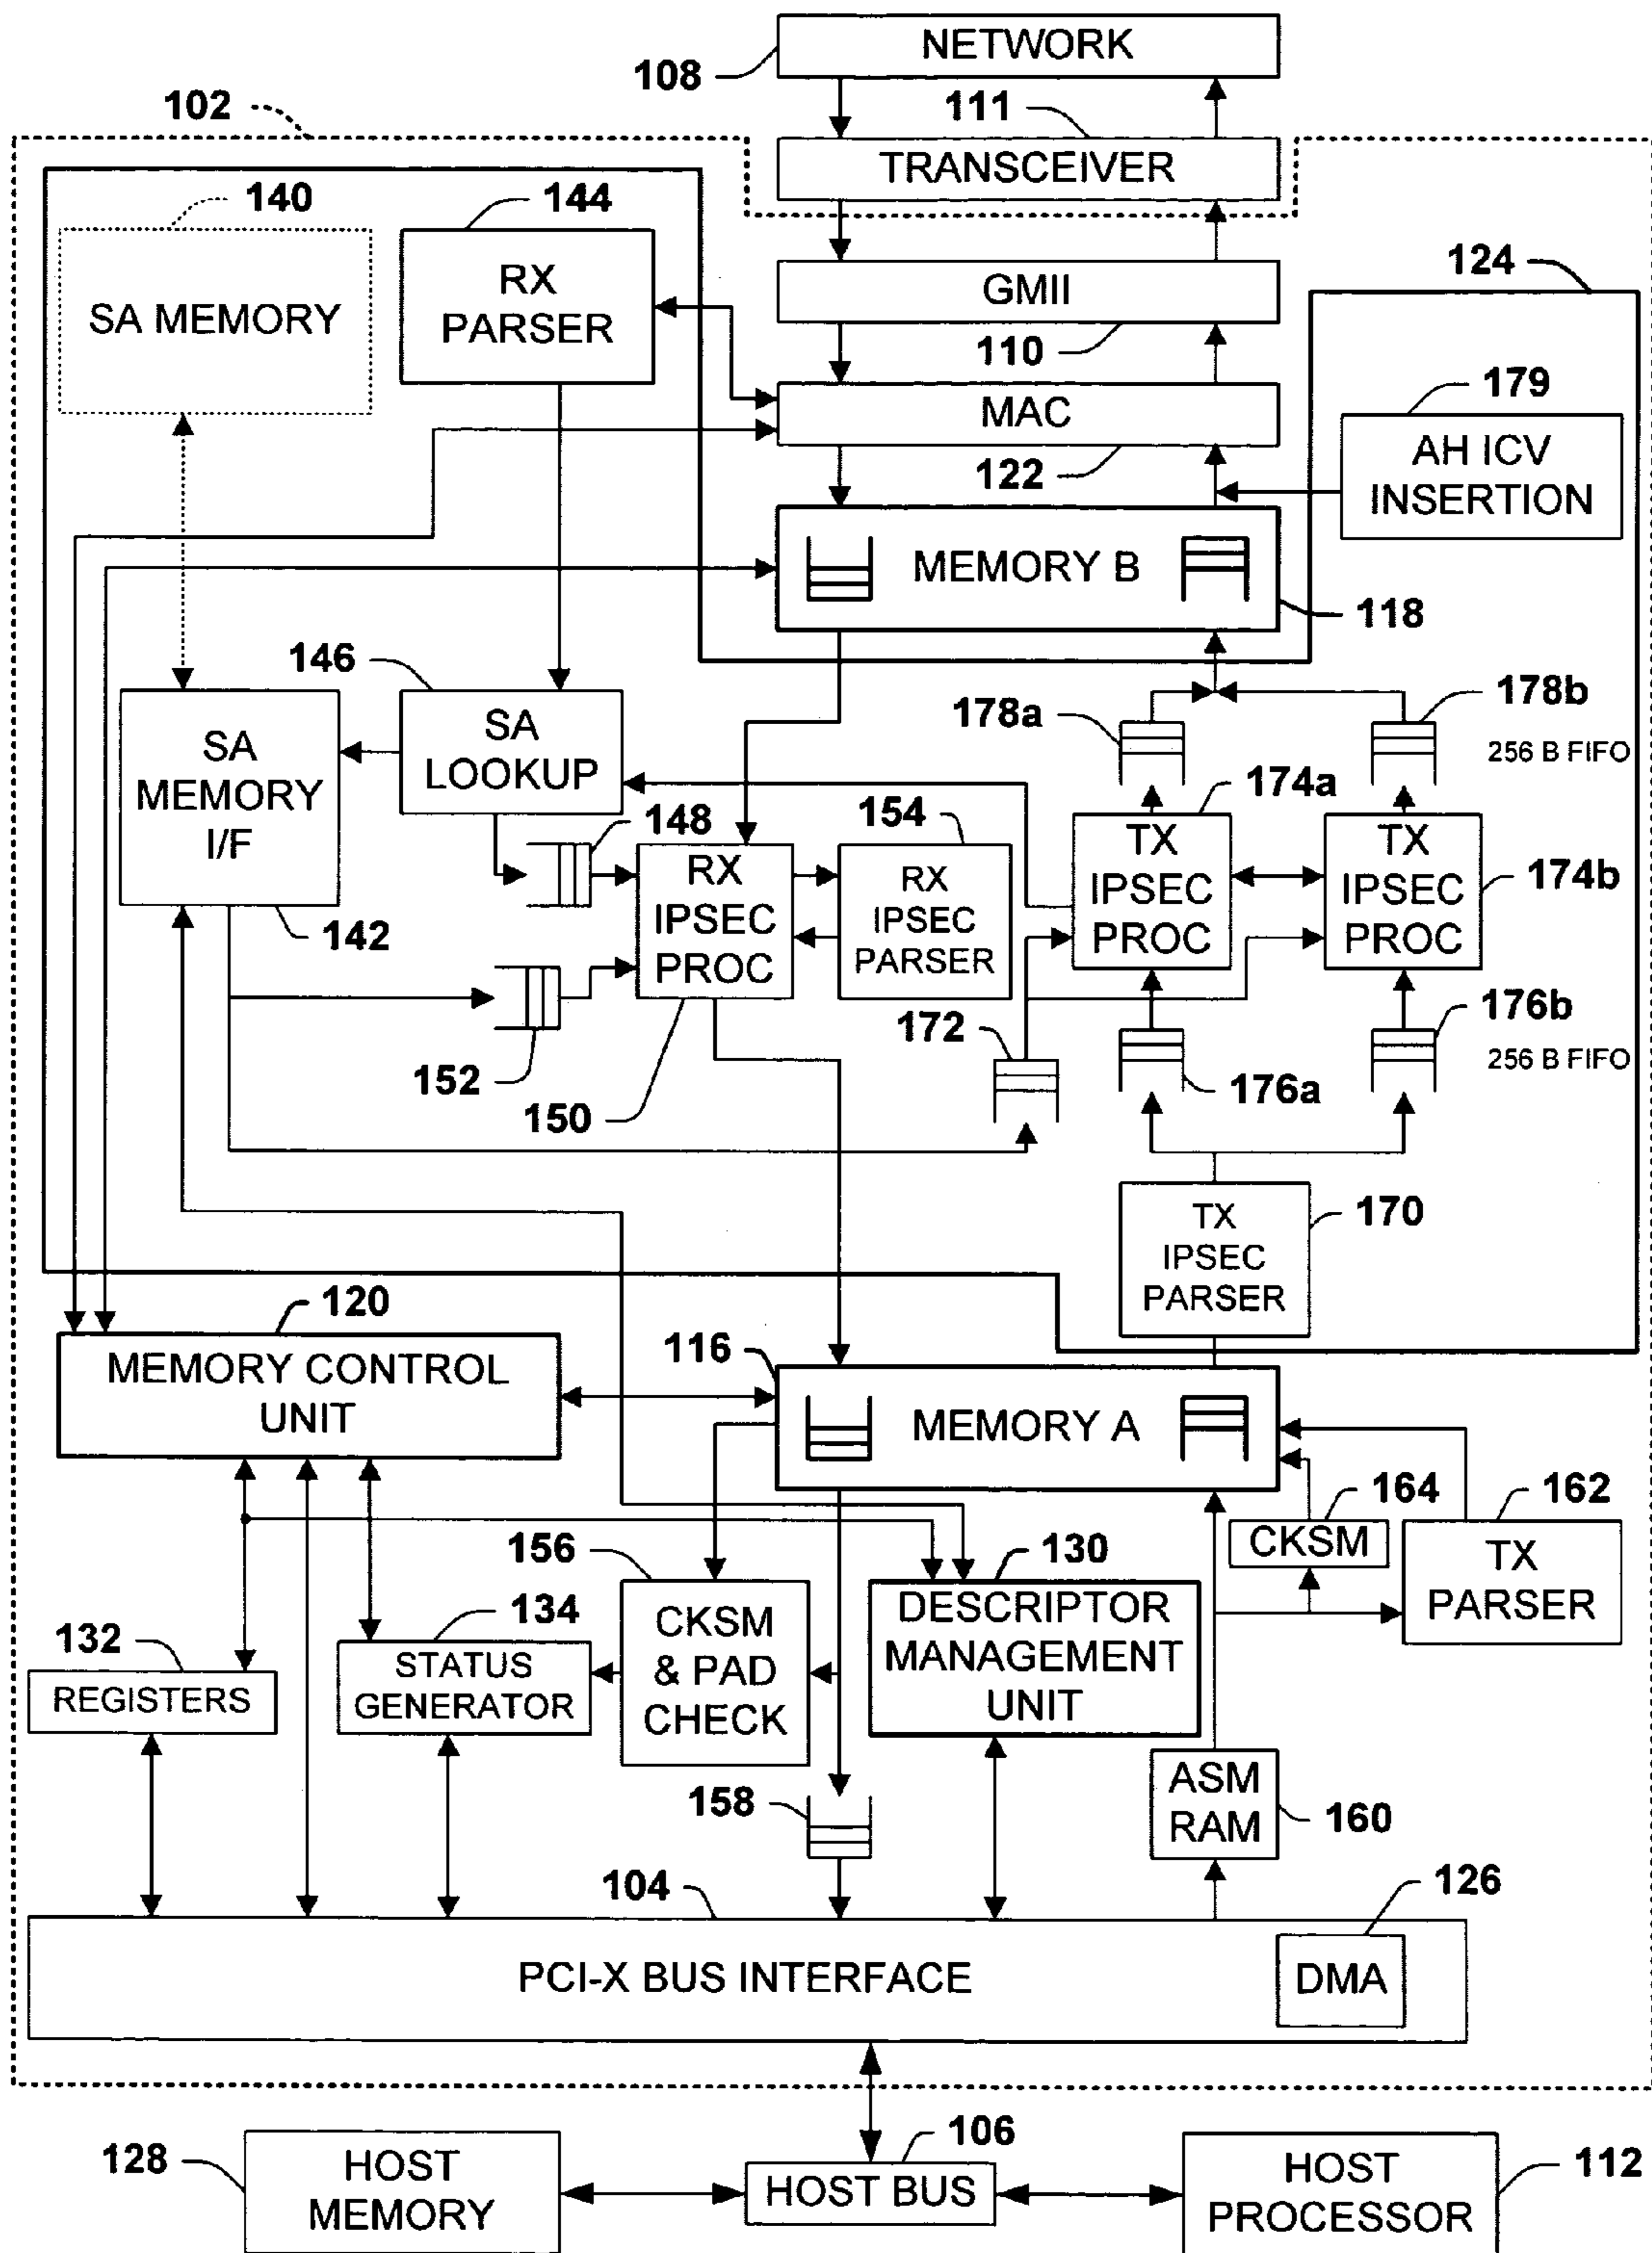 NETWORK
108
102
111
TRANSCEIVER
140
144
124
SA MEMORY
RX
PARSER
GMII
110
179
MAC
122
AH ICV
INSERTION
MEMORY B
118
146
178a
178b
256 B FIFO
SA
MEMORY
I/F
SA
LOOKUP
148
154
174a
142
RX
IPSEC
PROC
RX
IPSEC
PARSER
TX
IPSEC
PROC
TX
IPSEC
PROC
174b
152
150
172
176a
176b
256 B FIFO
TX
IPSEC
PARSER
170
120
116
MEMORY CONTROL
UNIT
MEMORY A
164
162
156
130
CKSM
TX
PARSER
132
134
CKSM
& PAD
CHECK
DESCRIPTOR
MANAGEMENT
UNIT
REGISTERS
STATUS
GENERATOR
158
ASM
RAM
160
104
126
PCI-X BUS INTERFACE
DMA
106
128
HOST
MEMORY
HOST BUS
HOST
PROCESSOR
112